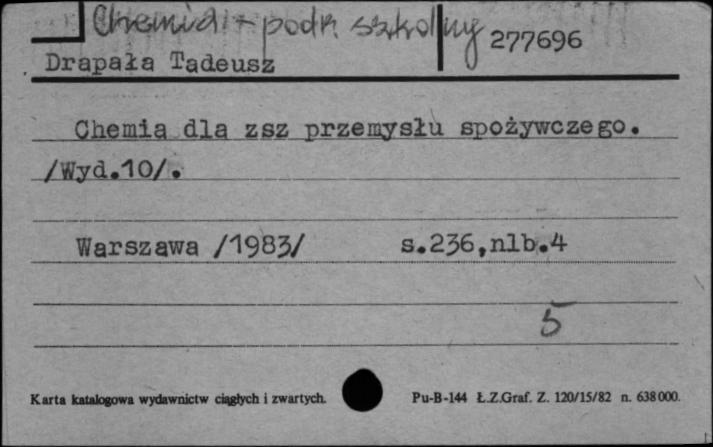 Chemia - podr. szkolny
277696
Drapała Tadeusz
Chemia dla zsz przemysłu spożywczego.
/Wyd.10/.
Warszawa /1983/ s.236,nlb.4
5
Karta katalogowa wydawnictw ciągłych i zwartych. Pu-B-144 Ł.Z.Graf. Z. 120/15/82 n. 638000.